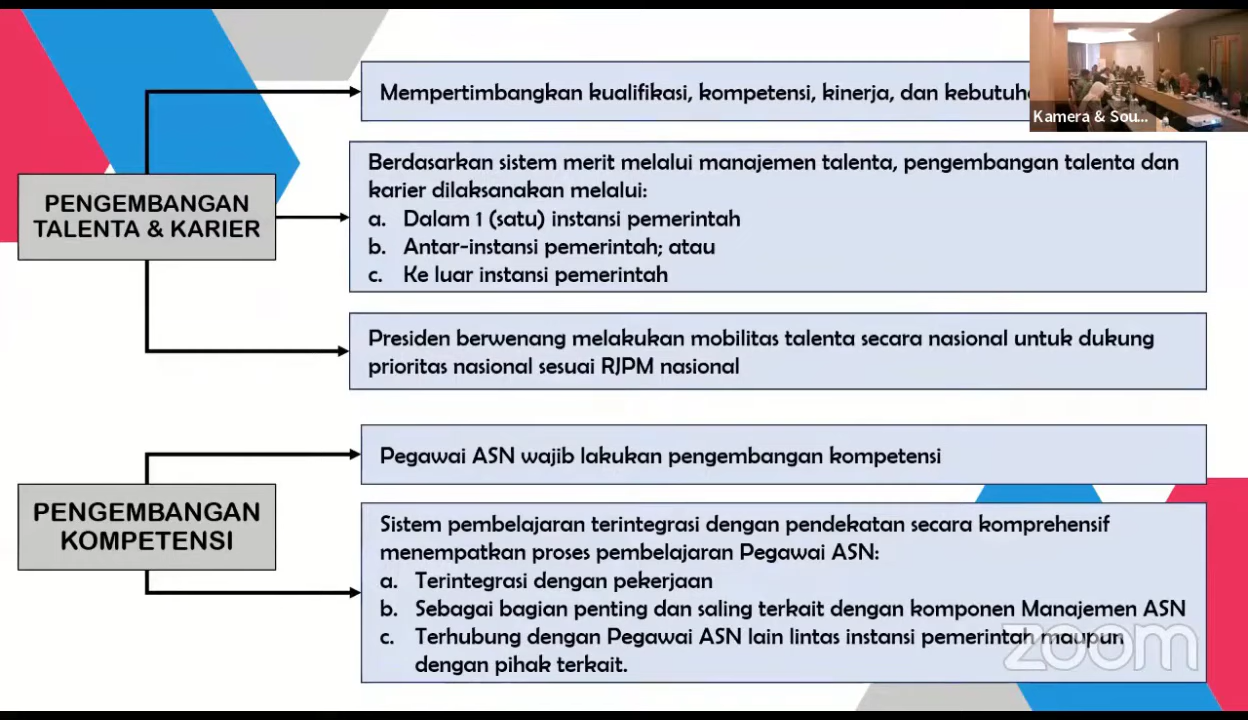 Mempertimbangkan kualifikasi, kompetensi, kinerja, dan
Kamera & Sou...
PENGEMBANGAN
TALENTA & KARIER
Berdasarkan sistem merit melalui manajemen talenta, pengembangan talenta dan
karier dilaksanakan melalui:
a. Dalam 1 (satu) instansi pemerintah
b. Antar-instansi pemerintah; atau
c. Ke luar instansi pemerintah
Presiden berwenang melakukan mobilitas talenta secara nasional untuk dukung
prioritas nasional sesuai RJPM nasional
PENGEMBANGAN
KOMPETENSI
Pegawai ASN wajib lakukan pengembangan kompetensi
Sistem pembelajaran terintegrasi dengan pendekatan secara komprehensif
menempatkan proses pembelajaran Pegawai ASN:
a. Terintegrasi dengan pekerjaan
b. Sebagai bagian penting dan saling terkait dengan komponen Manajemen ASN
c. Terhubung dengan Pegawai ASN lain lintas instansi pemerintah maupun
dengan pihak terkait.
zoom